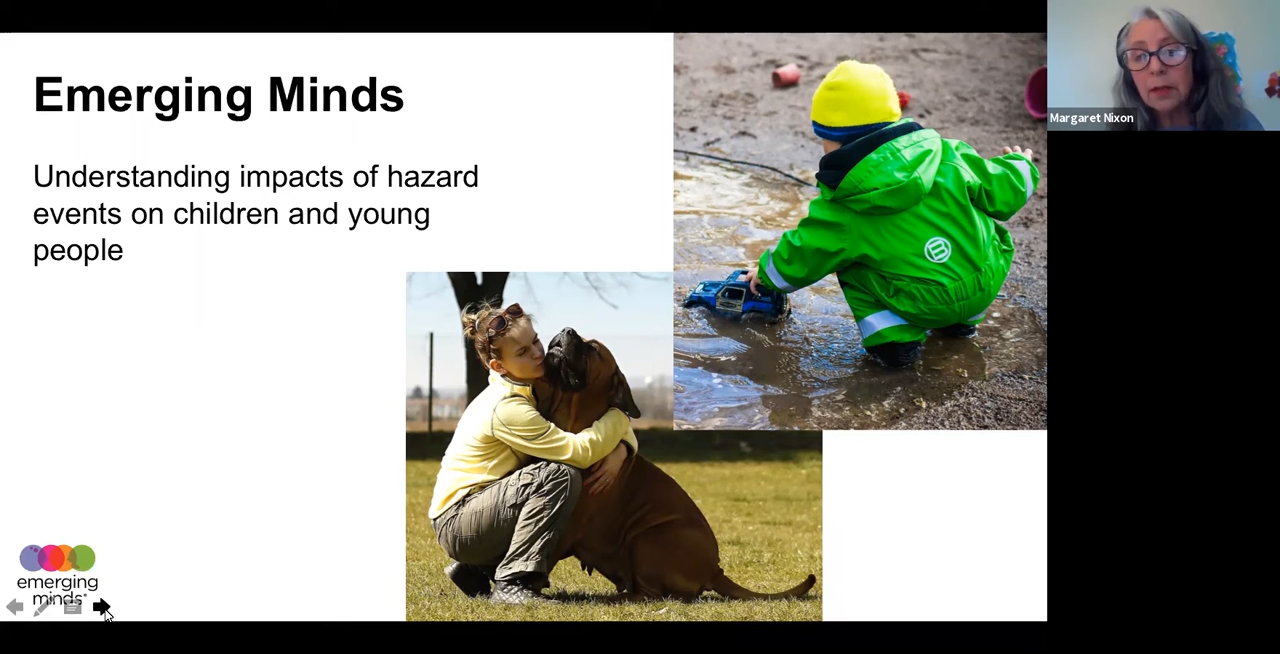 Emerging Minds
Understanding impacts of hazard
events on children and young
people
Margaret Nixon
B
emerging
minds